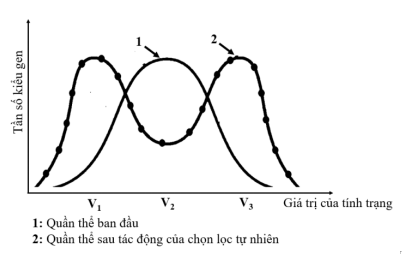 1
2
Tần số kiểu gen
V1
V2
V3
Giá trị của tính trạng
1: Quần thể ban đầu
2: Quần thể sau tác động của chọn lọc tự nhiên